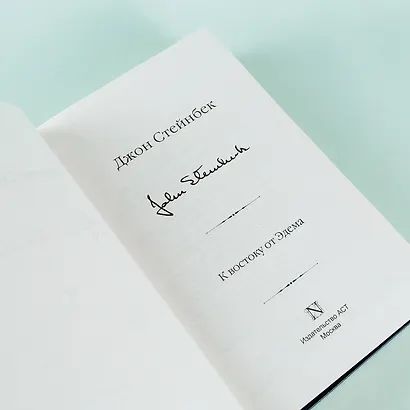 Джон Стейнбек
John Steinbeck
К востоку от Эдема
N
Издательство АСТ
Москва